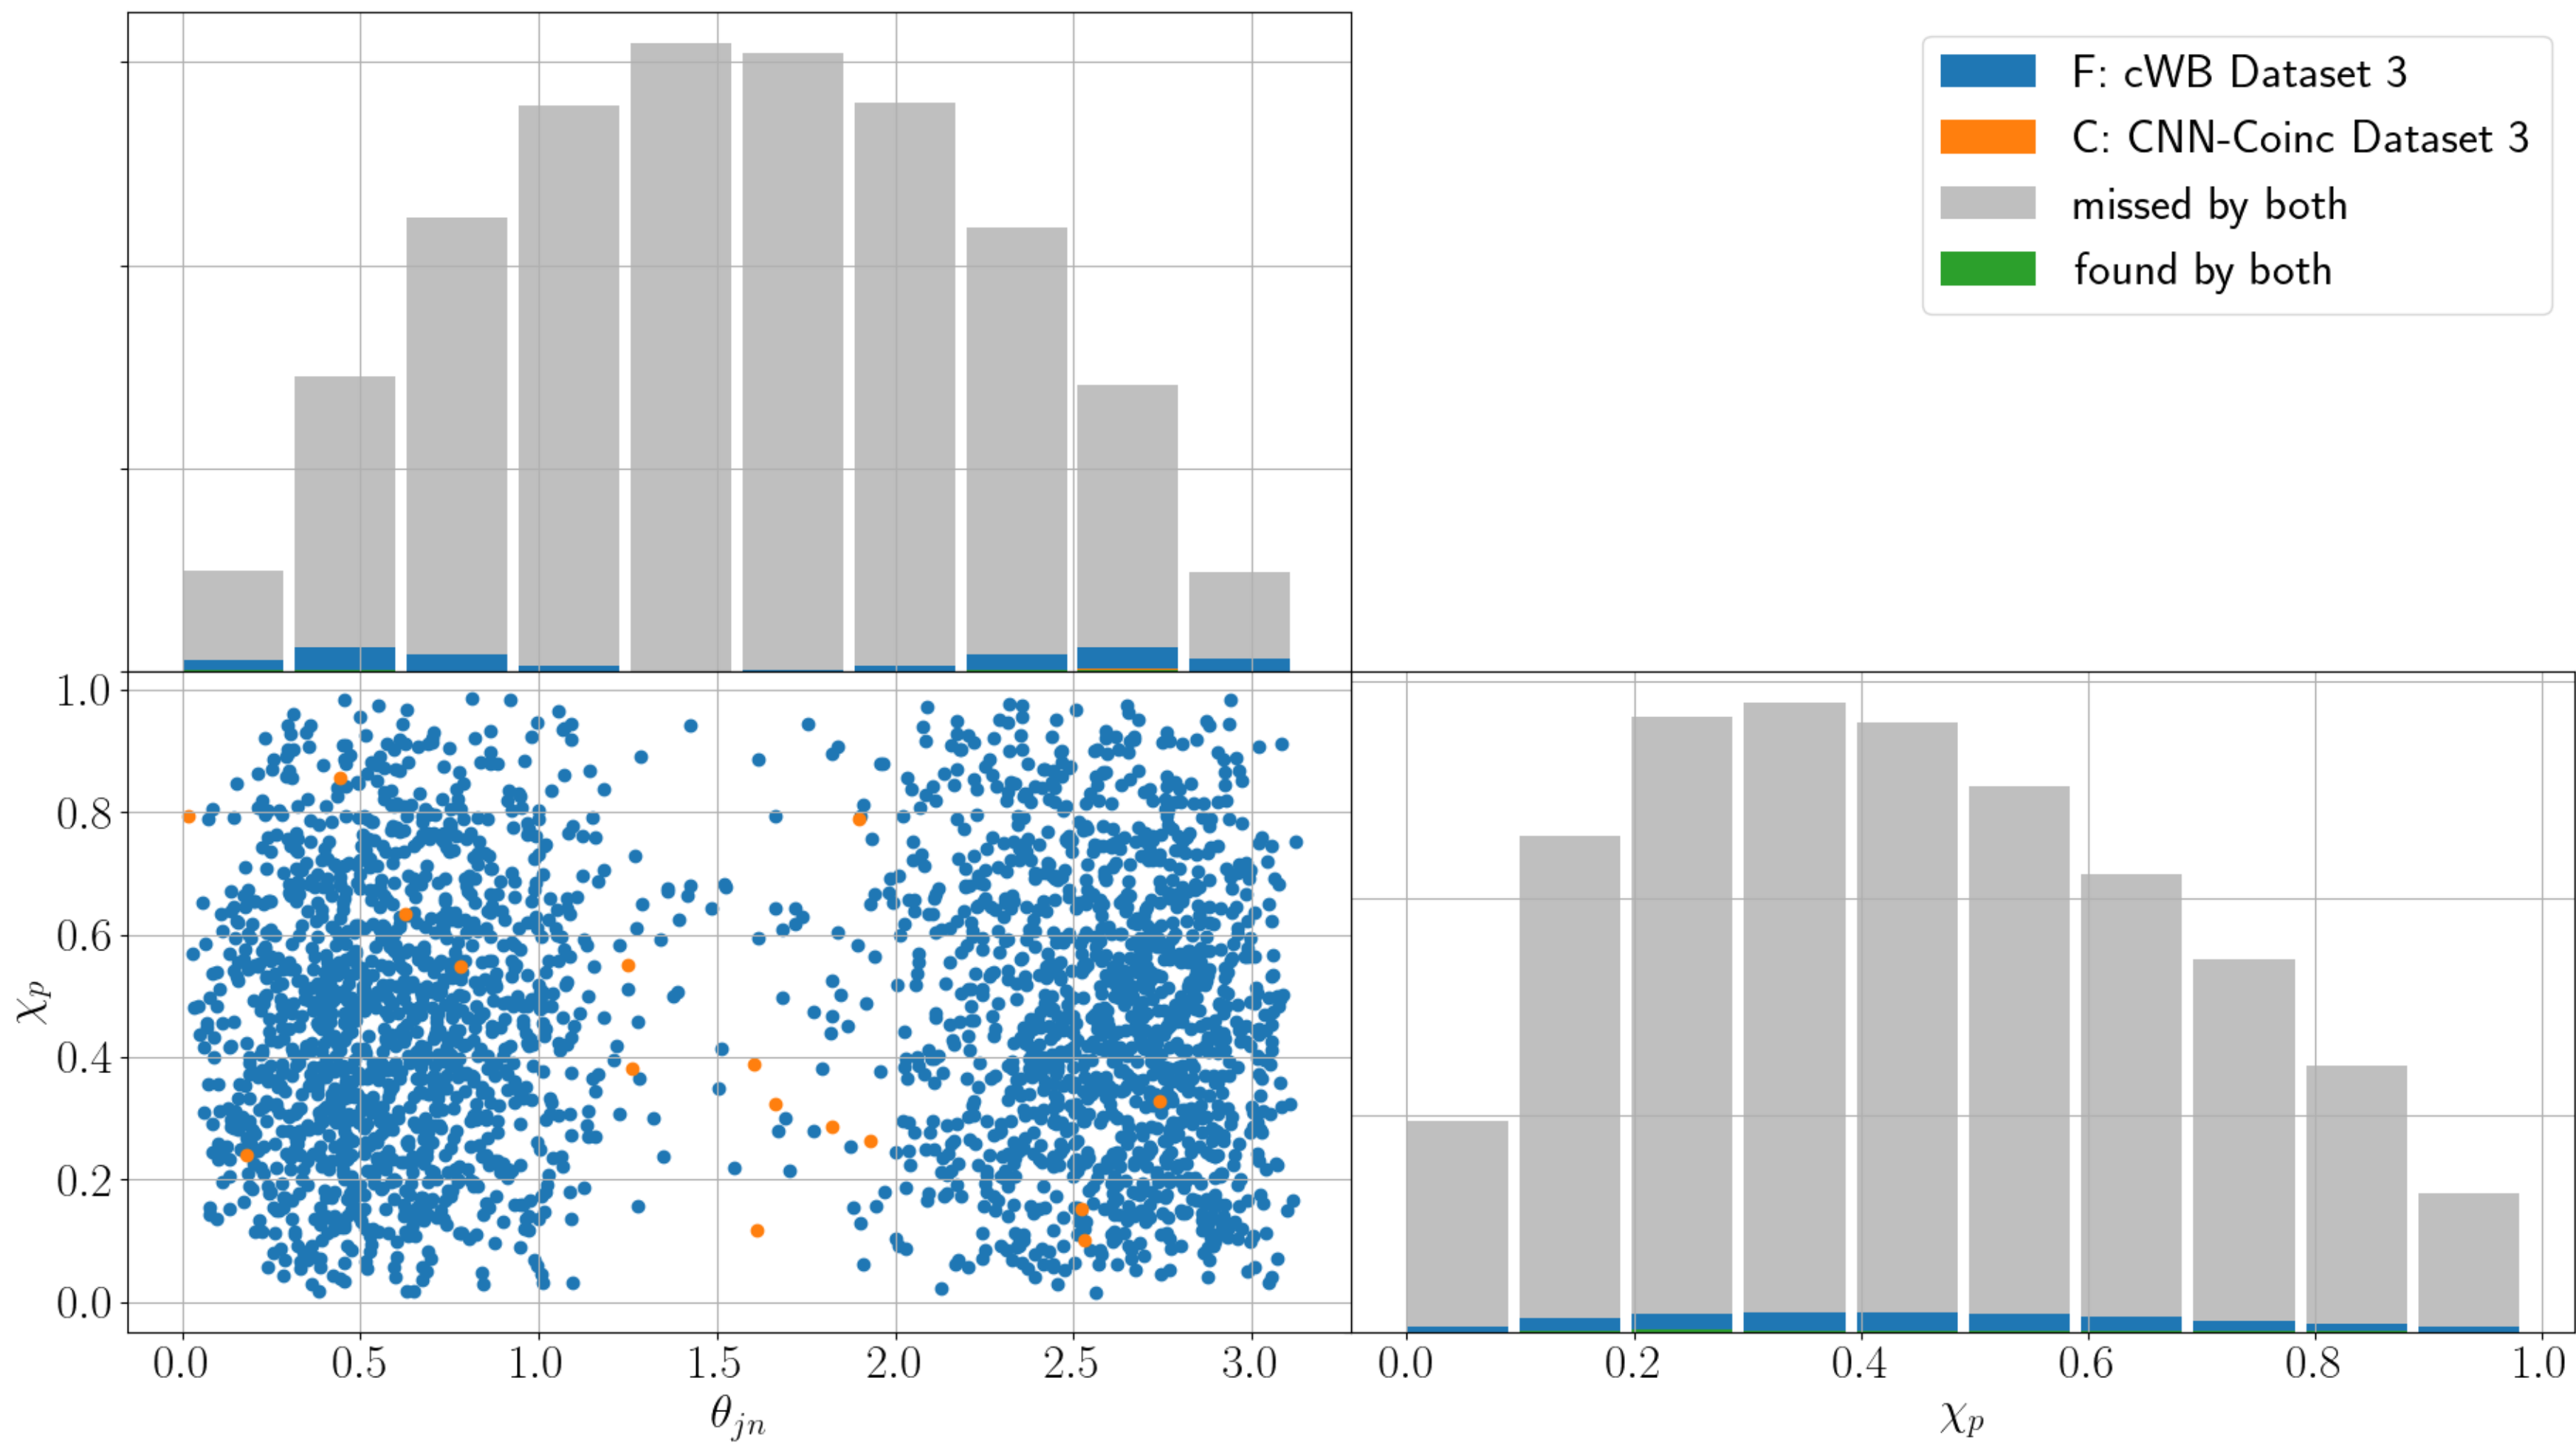 F: cWB Dataset 3
C: CNN-Coinc Dataset 3
missed by both
found by both
1.0
0.8
0.6
0.4
0.2
0.0
χp
0.0 0.5 1.0 1.5 2.0 2.5 3.0
θjn
0.0 0.2 0.4 0.6 0.8 1.0
χp